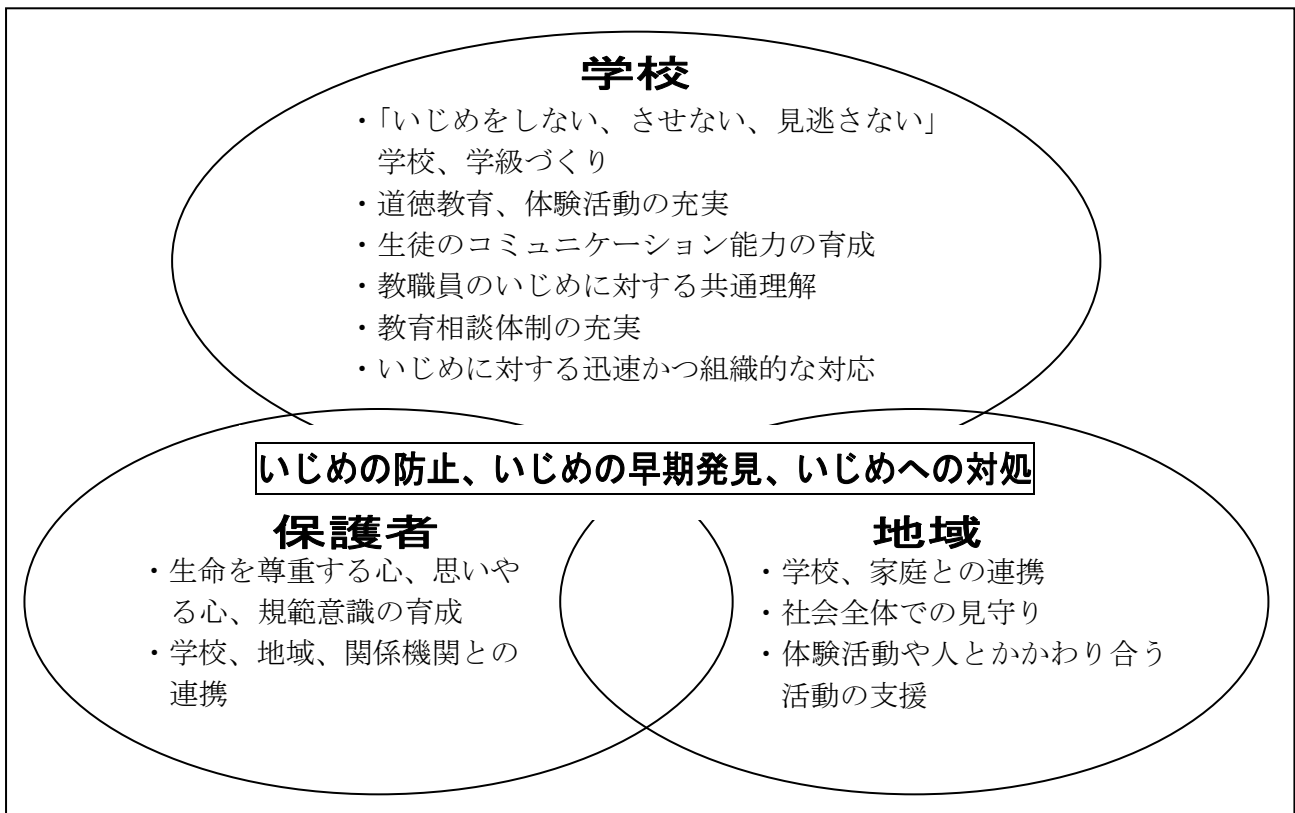 学校
・「いじめをしない、させない、見逃さない」
学校、学級づくり
・道徳教育、体験活動の充実
・生徒のコミュニケーション能力の育成
・教職員のいじめに対する共通理解
・教育相談体制の充実
・いじめに対する迅速かつ組織的な対応
いじめの防止、いじめの早期発見、いじめへの対処
保護者
・生命を尊重する心、思いや
る心、規範意識の育成
・学校、地域、関係機関との
連携
地域
・学校、家庭との連携
・社会全体での見守り
・体験活動や人とかかわり合う
活動の支援